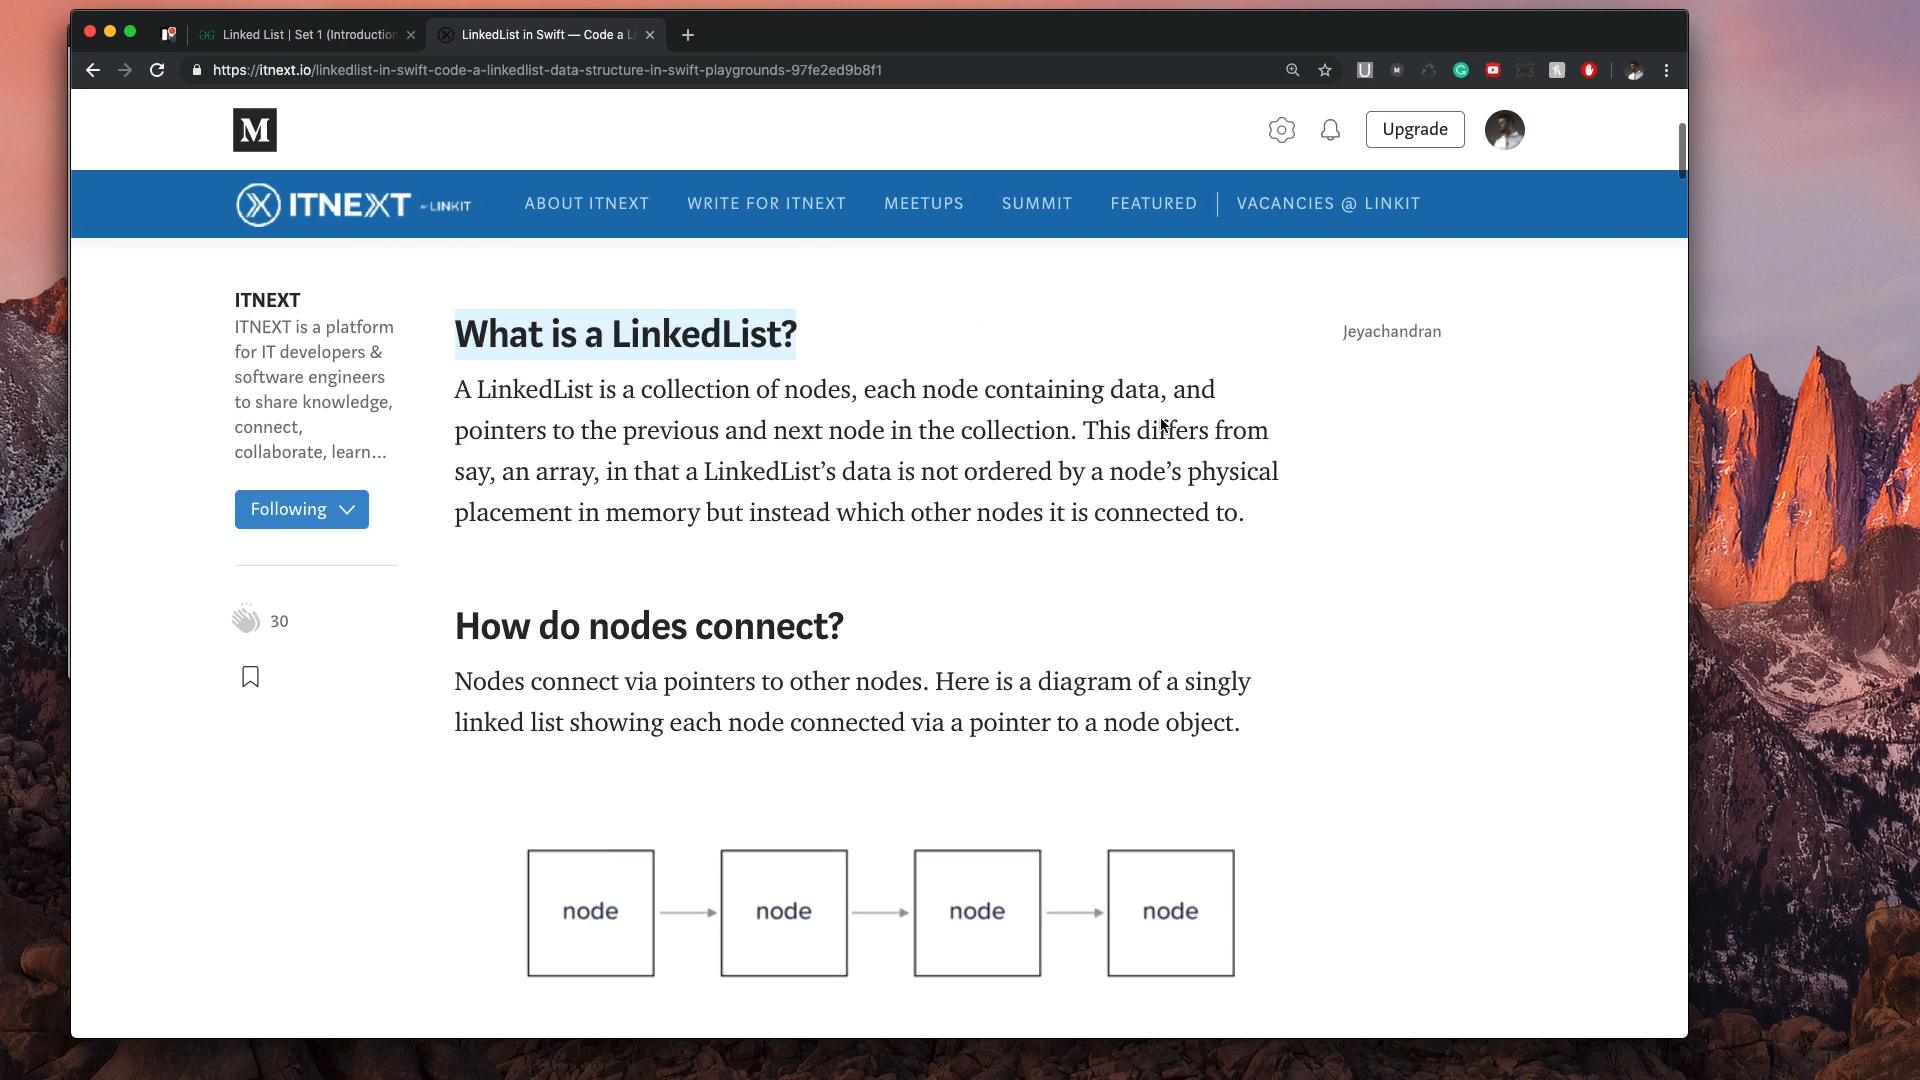 Linked List | Set 1 (Introduction
LinkedList in Swift — Code a Li
https://itnext.io/linkedlist-in-swift-code-a-linkedlist-data-structure-in-swift-playgrounds-97fe2ed9b8f1
M
Upgrade
ITNEXT - LINKIT
ABOUT ITNEXT
WRITE FOR ITNEXT
MEETUPS
SUMMIT
FEATURED
VACANCIES @ LINKIT
ITNEXT
ITNEXT is a platform
for IT developers &
software engineers
to share knowledge,
connect,
collaborate, learn...
Following
30
What is a LinkedList?
Jeyachandran
A LinkedList is a collection of nodes, each node containing data, and
pointers to the previous and next node in the collection. This differs from
say, an array, in that a LinkedList’s data is not ordered by a node’s physical
placement in memory but instead which other nodes it is connected to.
How do nodes connect?
Nodes connect via pointers to other nodes. Here is a diagram of a singly
linked list showing each node connected via a pointer to a node object.
node
node
node
node